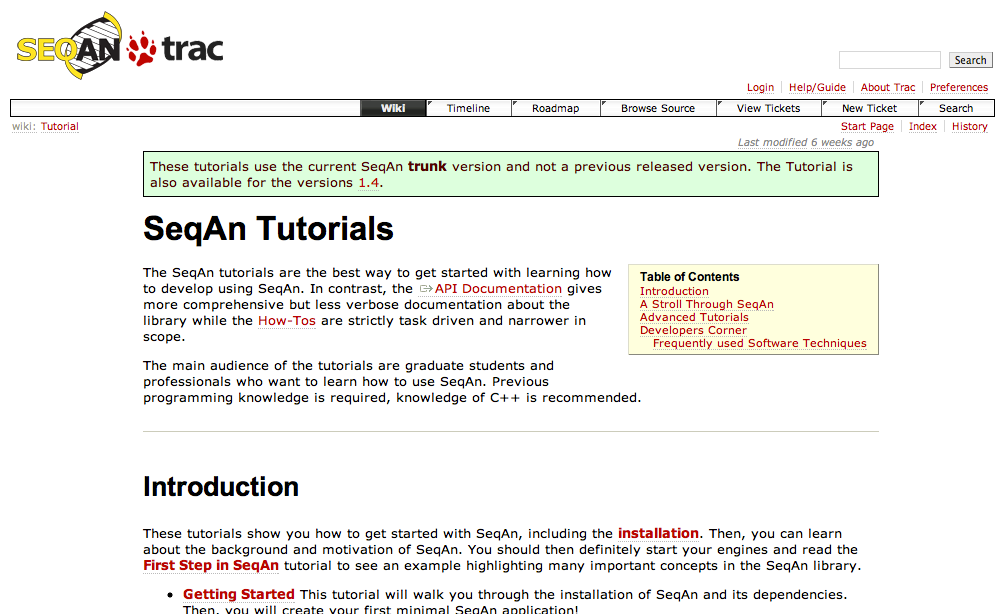 SEQAN trac
Search
Login Help/Guide About Trac Preferences
Wiki Timeline Roadmap Browse Source View Tickets New Ticket Search
wiki: Tutorial Start Page Index History
Last modified 6 weeks ago
These tutorials use the current SeqAn trunk version and not a previous released version. The Tutorial is
also available for the versions 1.4.
SeqAn Tutorials
The SeqAn tutorials are the best way to get started with learning how
to develop using SeqAn. In contrast, the API Documentation gives
more comprehensive but less verbose documentation about the
library while the How-Tos are strictly task driven and narrower in
scope.
Table of Contents
Introduction
A Stroll Through SeqAn
Advanced Tutorials
Developers Corner
Frequently used Software Techniques
The main audience of the tutorials are graduate students and
professionals who want to learn how to use SeqAn. Previous
programming knowledge is required, knowledge of C++ is recommended.
Introduction
These tutorials show you how to get started with SeqAn, including the installation. Then, you can learn
about the background and motivation of SeqAn. You should then definitely start your engines and read the
First Step in SeqAn tutorial to see an example highlighting many important concepts in the SeqAn library.
• Getting Started This tutorial will walk you through the installation of SeqAn and its dependencies.
Then, you will create your first minimal SeqAn application!